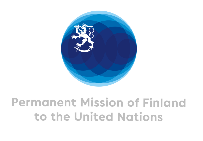 Permanent Mission of Finland
to the United Nations